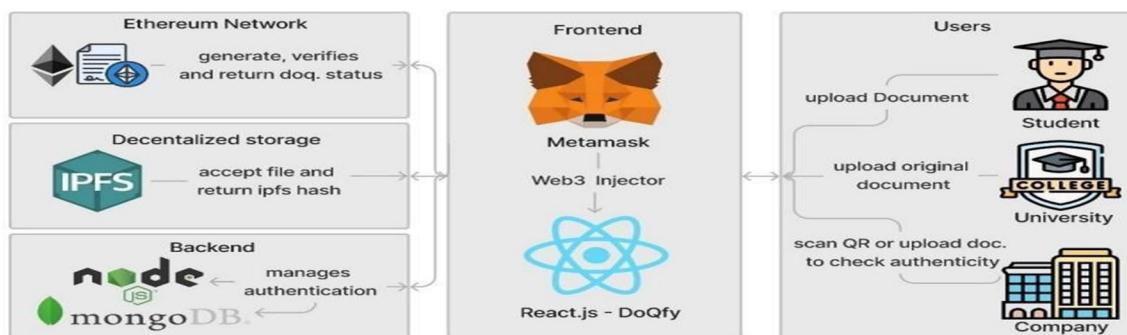 Ethereum Network
generate, verifies
and return doq. status
Decentalized storage
IPFS
accept file and
return ipfs hash
Backend
node
JS
manages
authentication
mongoDB.
Frontend
Metamask
Web3 Injector
React.js - DoQfy
Users
upload Document
Student
upload original
document
COLLEGE
University
scan QR or upload doc.
to check authenticity
Company